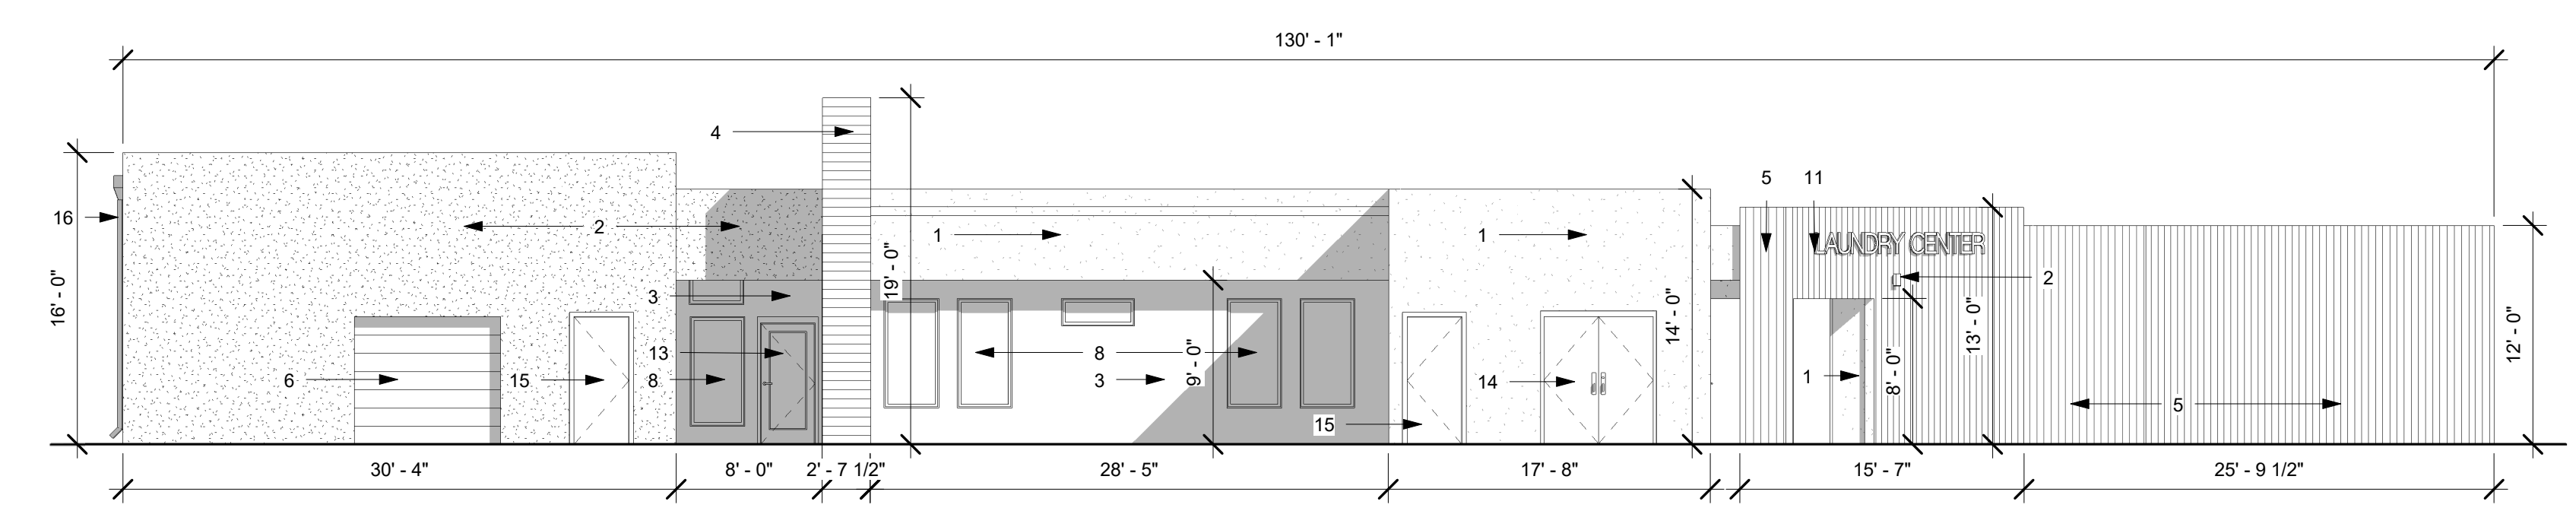 130' - 1"
4
5 11
16
2
1
1
LAUNDRY CENTER
2
3
16' - 0"
19' - 0"
14' - 0"
13' - 0"
12' - 0"
13
8
9' - 0"
6
15
8
3
14
1
8' - 0"
5
15
30' - 4"
8' - 0"
2' - 7 1/2"
28' - 5"
17' - 8"
15' - 7"
25' - 9 1/2"